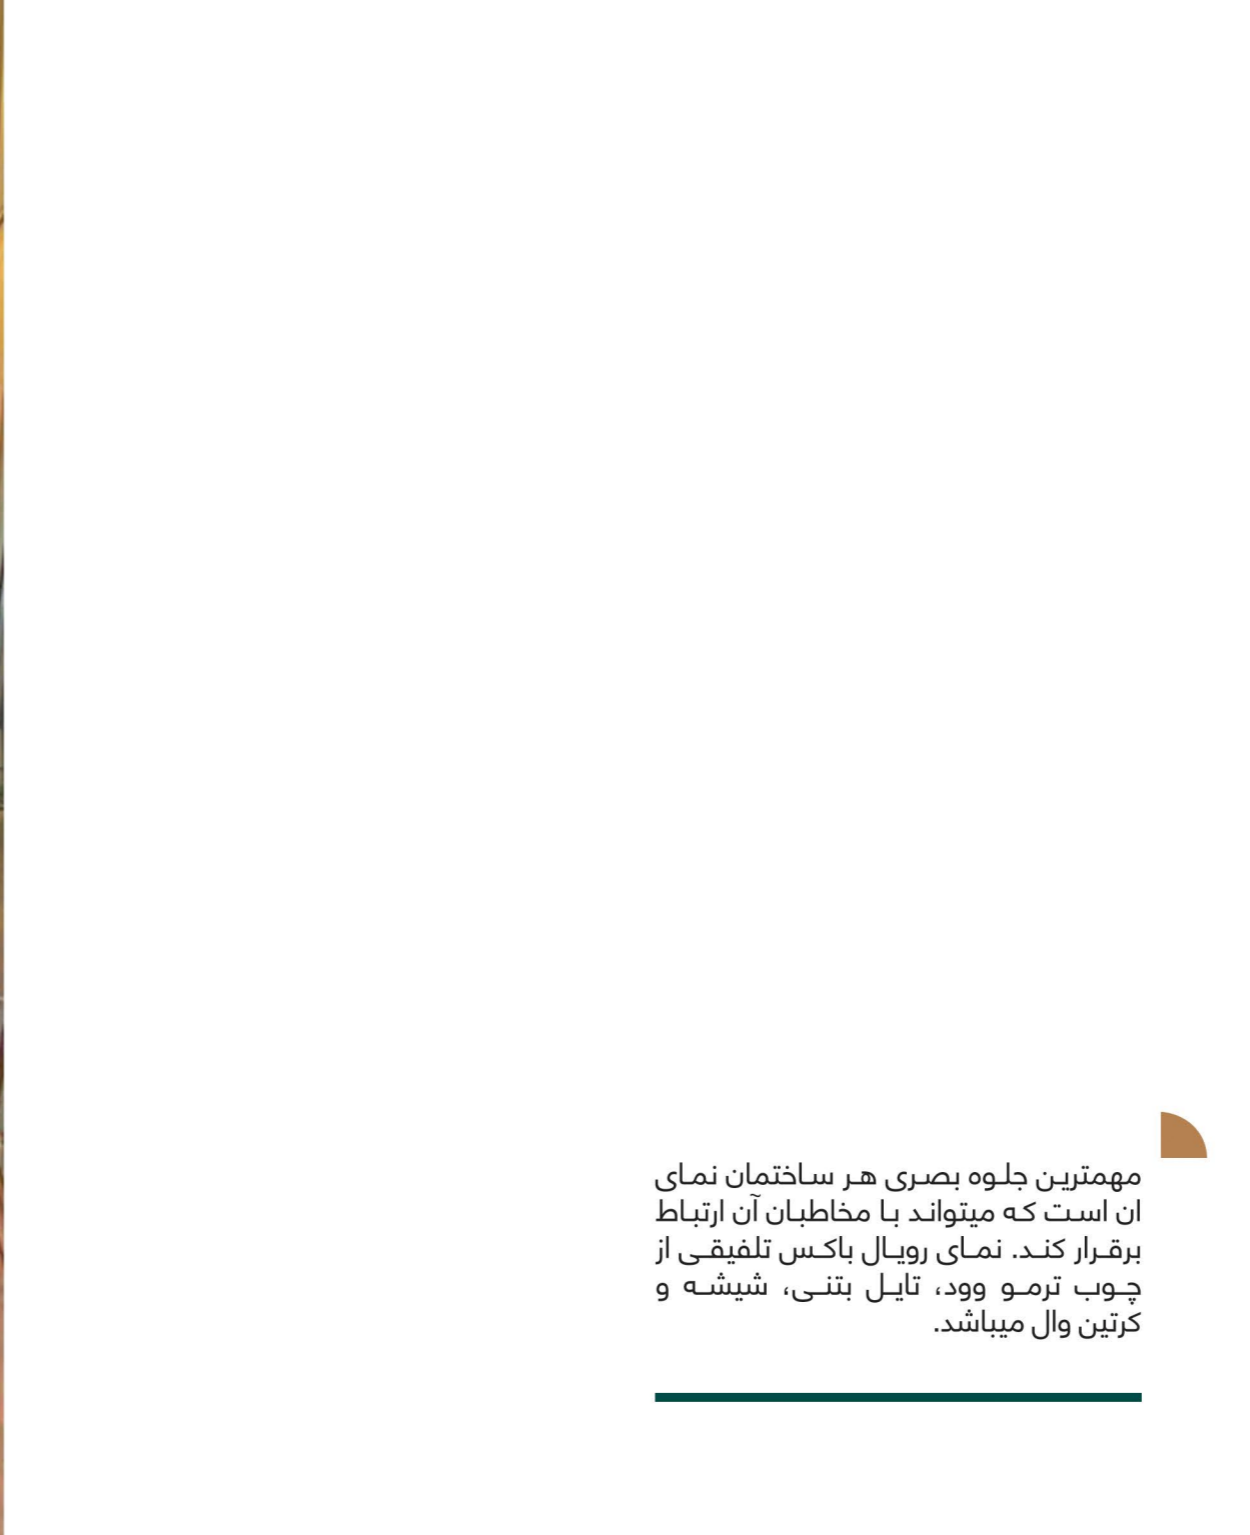 مهمترین جلوه بصری هر ساختمان نمای
ان است که میتواند با مخاطبان آن ارتباط
برقرار کند. نمای رویال باکس تلفیقی از
چوب ترمو وود، تایل بتنی، شیشه و
کرتین وال میباشد.